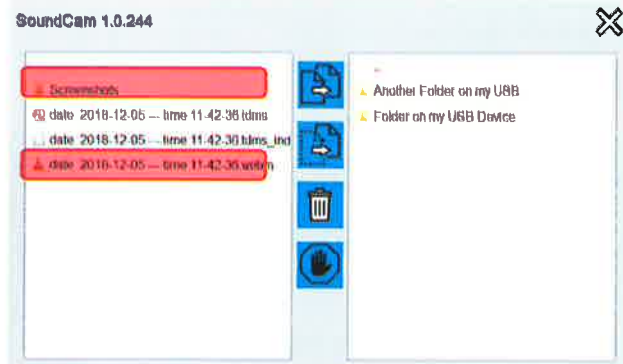 SoundCam 1.0.244
Screenshots
date 2018-12-05 --- time 11-42-36.tdms
date 2018-12-05 --- time 11-42-36.tdms_ind
date 2018-12-05 --- time 11-42-36.webm
..
Another Folder on my USB
Folder on my USB Device